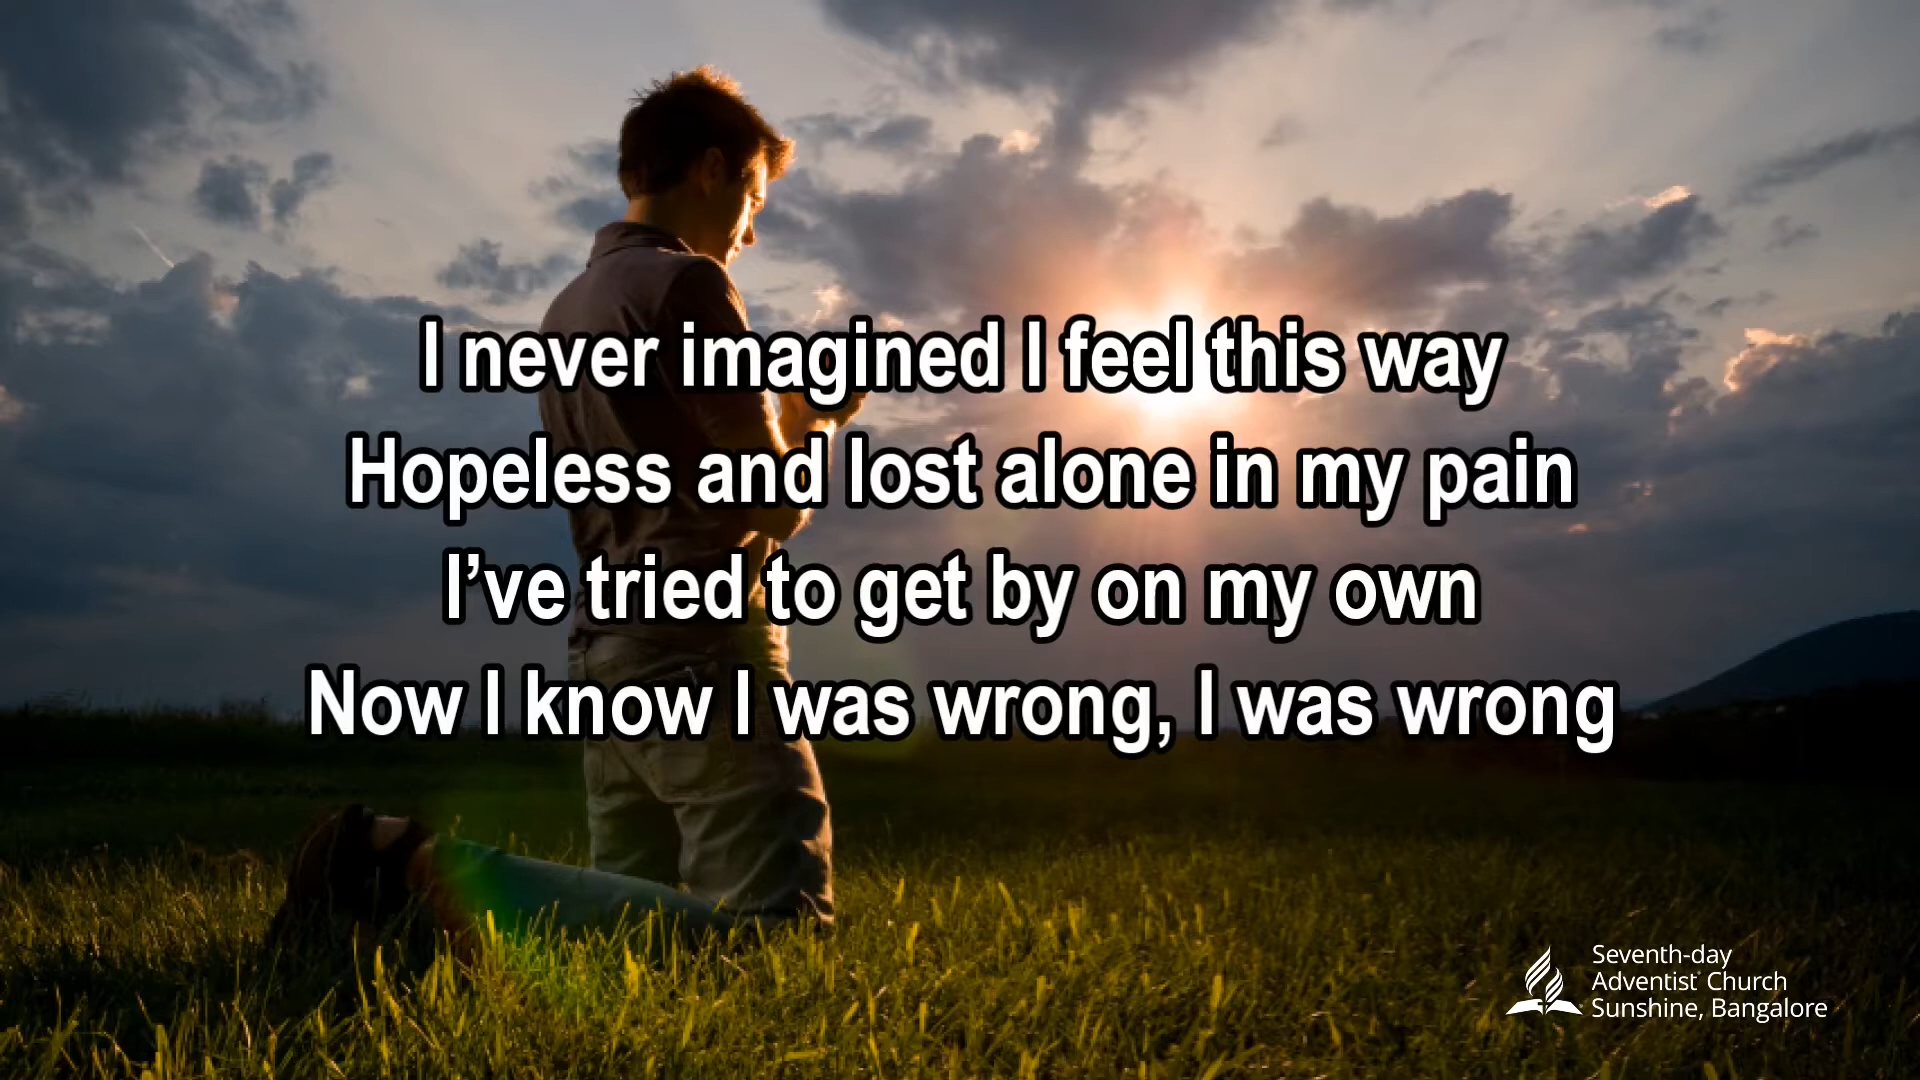 I never imagined I feel this way
Hopeless and lost alone in my pain
I’ve tried to get by on my own
Now I know I was wrong, I was wrong
Seventh-day
Adventist Church
Sunshine, Bangalore